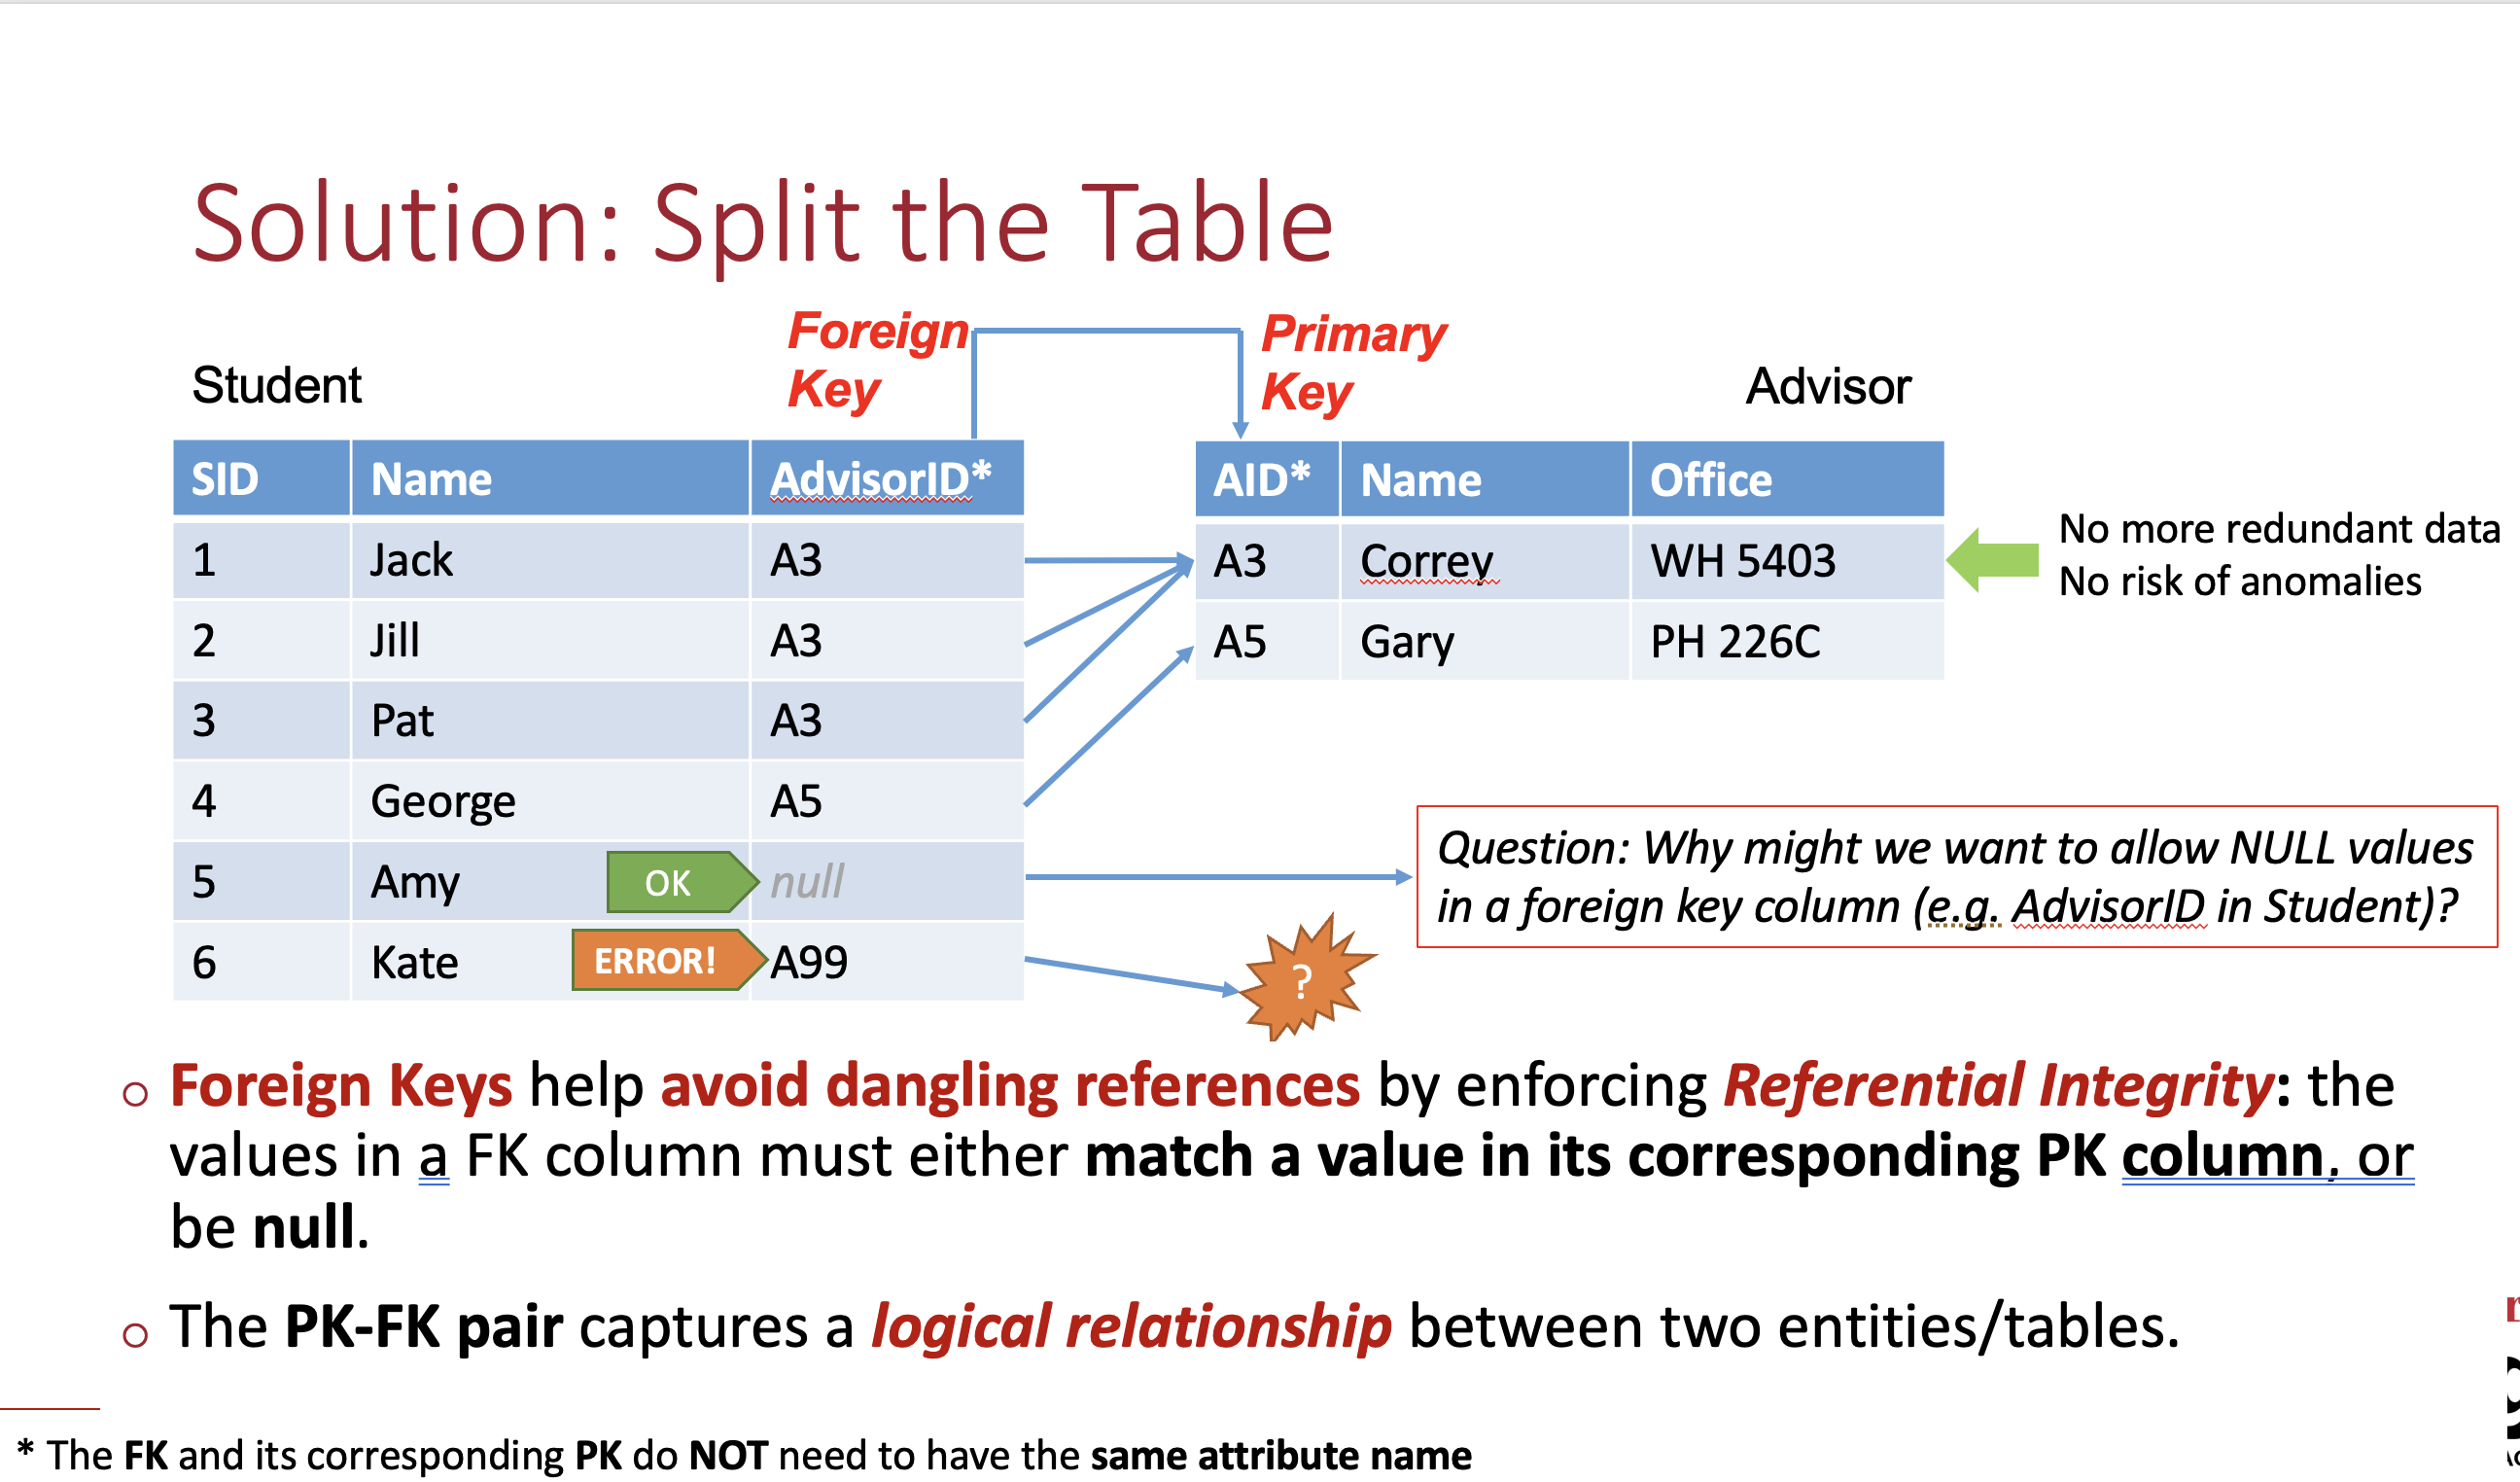 Solution: Split the Table
Foreign
Key
Primary
Key
Student
Advisor
SID Name AdvisorID*
1 Jack A3
2 Jill A3
3 Pat A3
4 George A5
5 Amy OK null
6 Kate ERROR! A99
AID* Name Office
A3 Correy WH 5403
A5 Gary PH 226C
No more redundant data
No risk of anomalies
Question: Why might we want to allow NULL values
in a foreign key column (e.g. AdvisorID in Student)?
?
Foreign Keys help avoid dangling references by enforcing Referential Integrity: the
values in a FK column must either match a value in its corresponding PK column, or
be null.
The PK-FK pair captures a logical relationship between two entities/tables.
* The FK and its corresponding PK do NOT need to have the same attribute name